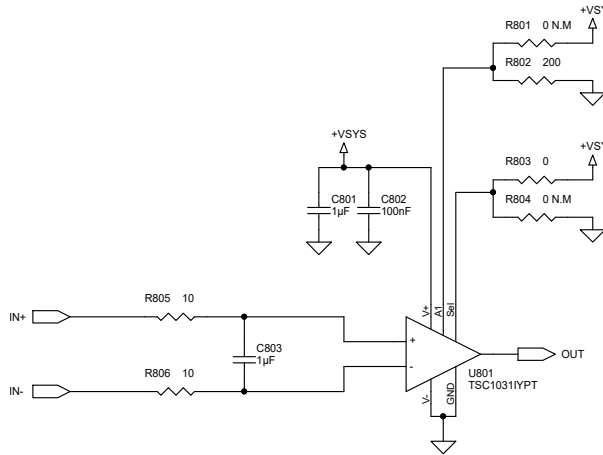 +VSYS
R801 0 N.M
R802 200
+VSYS
+VSYS
R803 0
C801
1µF
C802
100nF
R804 0 N.M
V+
A1
Sel
IN+
R805 10
C803
1µF
+
-
OUT
U801
TSC1031IYPT
IN-
R806 10
V-
GND